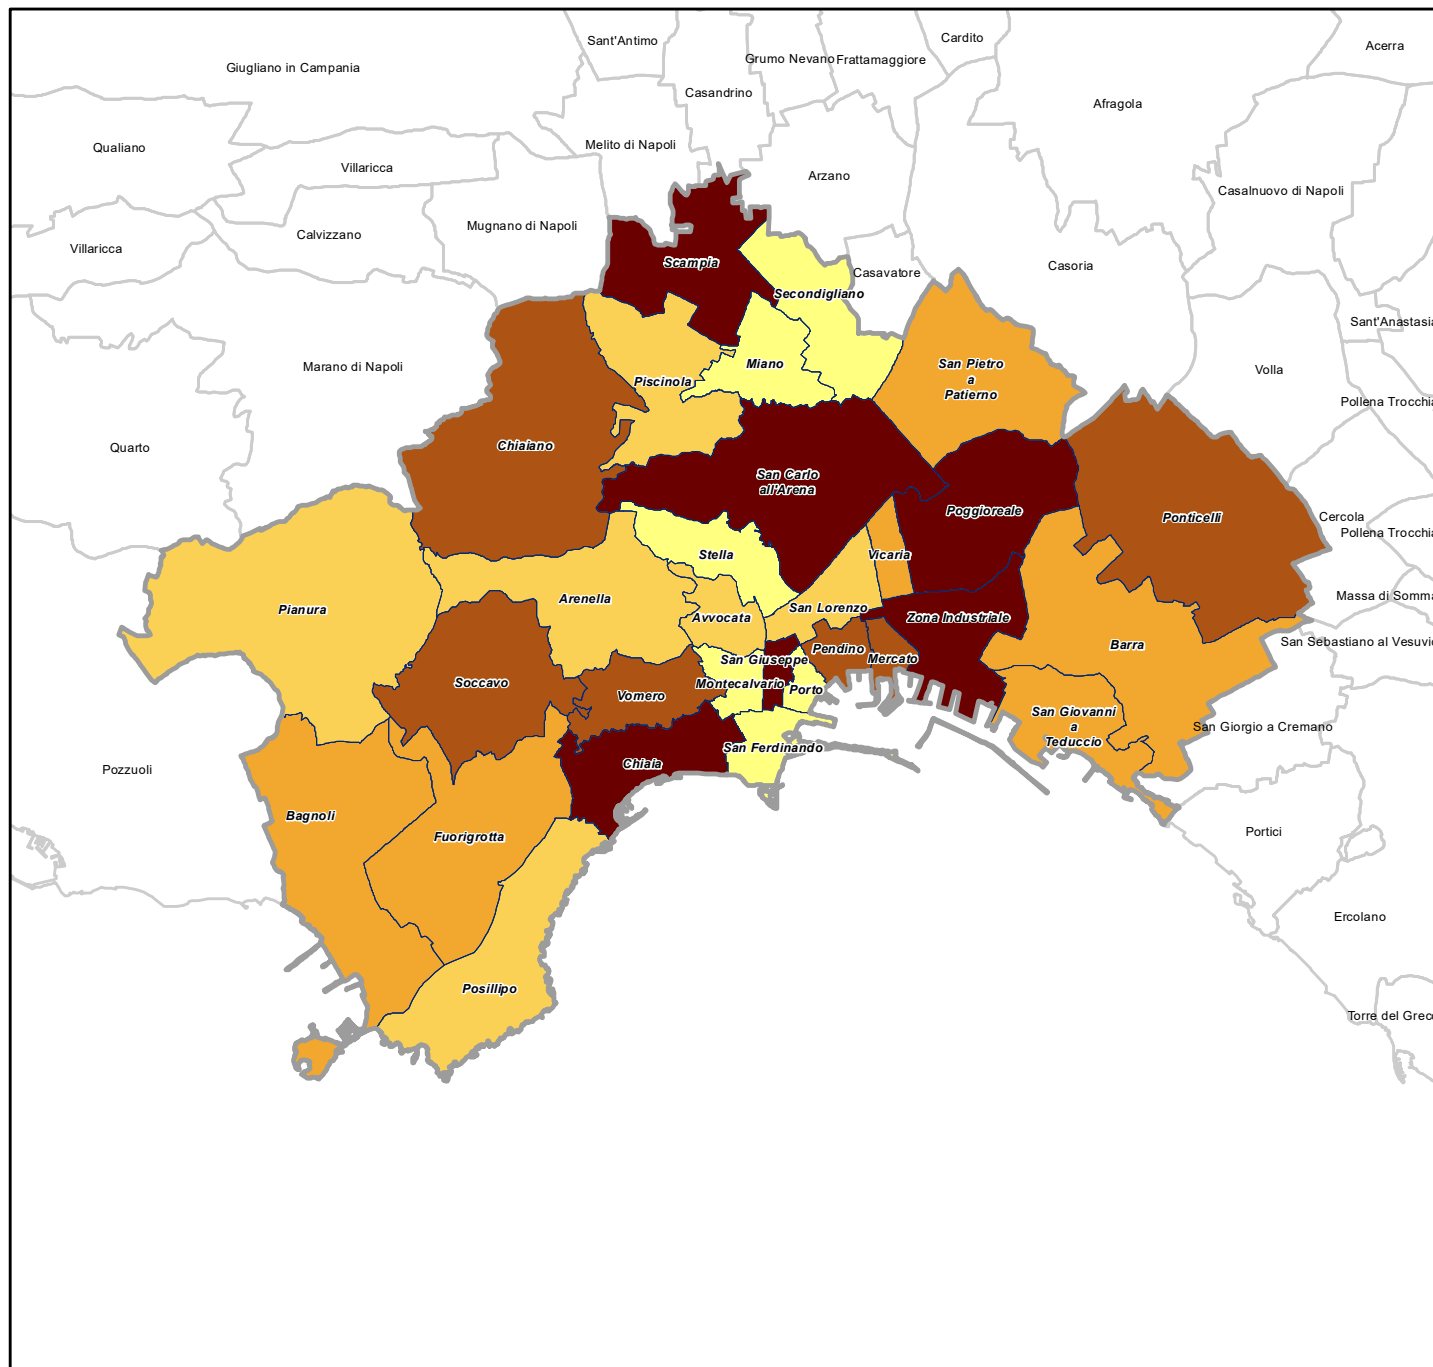 Cardito
Sant'Antimo
Acerra
Grumo Nevano
Frattamaggiore
Giugliano in Campania
Casandrino
Afragola
Qualiano
Melito di Napoli
Villaricca
Arzano
Casalnuovo di Napoli
Mugnano di Napoli
Calvizzano
Villaricca
Scampia
Casoria
Casavatore
Secondigliano
Sant'Anastasia
San Pietro
a
Patierno
Miano
Marano di Napoli
Volla
Piscinola
Pollena Trocchia
Chiaiano
Quarto
San Carlo
all'Arena
Poggioreale
Ponticelli
Cercola
Pollena Trocchia
Stella
Vicaria
Massa di Somma
Arenella
Pianura
San Lorenzo
Avvocata
Zona Industriale
San Sebastiano al Vesuvio
Barra
Pendino
Mercato
San Giuseppe
Soccavo
Montecalvario
Porto
Vomero
San Giovanni
a
Teduccio
San Giorgio a Cremano
San Ferdinando
Chiaia
Pozzuoli
Bagnoli
Fuorigrotta
Portici
Ercolano
Posillipo
Torre del Greco